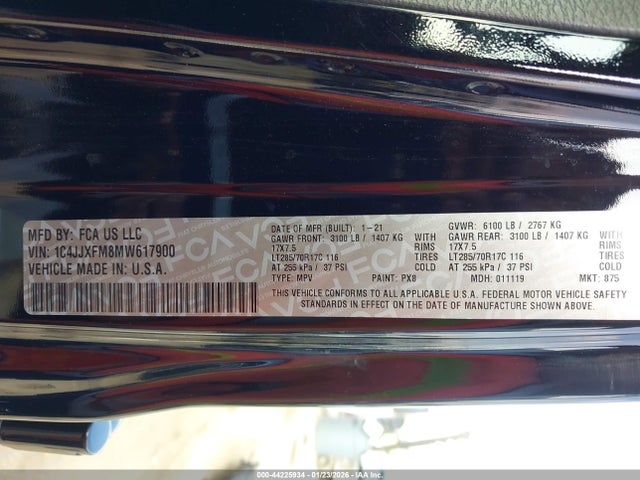 MFD BY: FCA US LLC
VIN: 1C4JJXFM8MW617900
VEHICLE MADE IN: U.S.A.
DATE OF MFR (BUILT): 1-21 GVWR: 6100 LB / 2767 KG
GAWR FRONT: 3100 LB / 1407 KG GAWR REAR: 3100 LB / 1407 KG
17X7.5 RIMS 17X7.5 RIMS
LT285/70R17C 116 TIRES LT285/70R17C 116 TIRES
AT 255 kPa / 37 PSI COLD AT 255 kPa / 37 PSI COLD
TYPE: MPV PAINT: PX8 MDH: 011119 MKT: 875
THIS VEHICLE CONFORMS TO ALL APPLICABLE U.S.A. FEDERAL MOTOR VEHICLE SAFETY
STANDARDS IN EFFECT ON THE DATE OF MANUFACTURE SHOWN ABOVE.
000-44225934 - 01/23/2026 - IAA Inc.